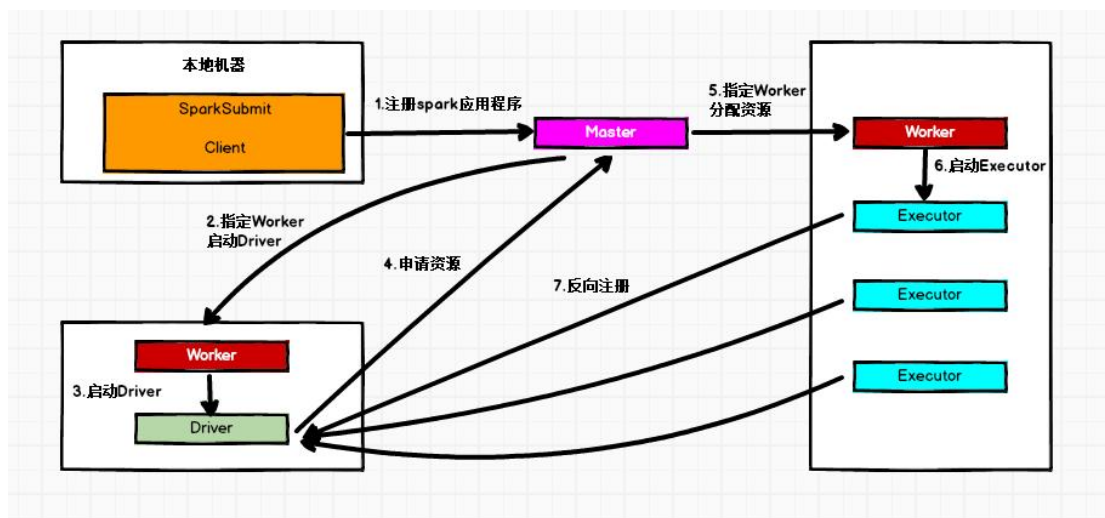 本地机器
SparkSubmit
Client
1.注册spark应用程序
Master
5.指定Worker
分配资源
Worker
6.启动Executor
Executor
2.指定Worker
启动Driver
4.申请资源
7.反向注册
Executor
Worker
3.启动Driver
Executor
Driver